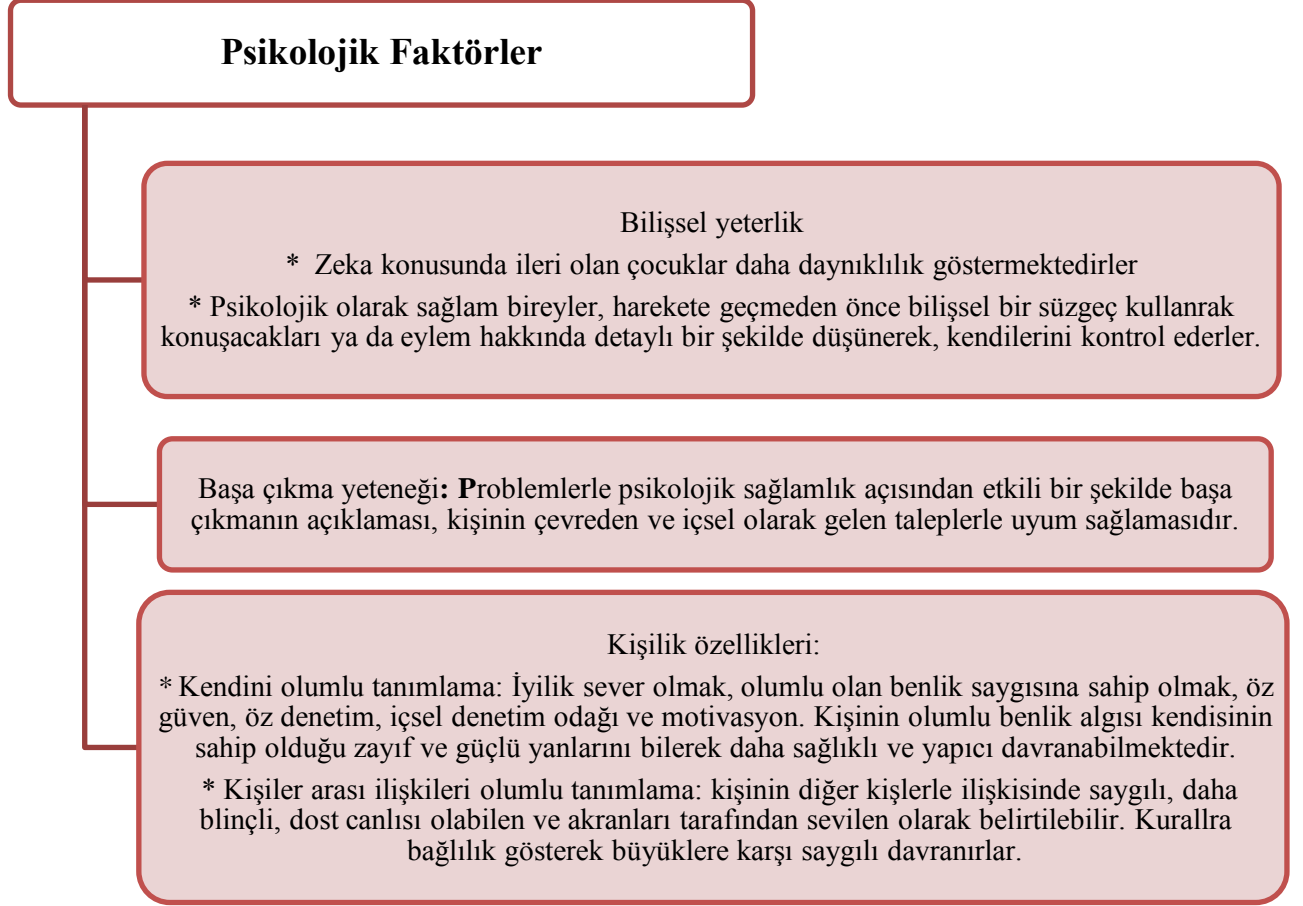 Psikolojik Faktörler
Bilişsel yeterlik
* Zeka konusunda ileri olan çocuklar daha daynıklılık göstermektedirler
* Psikolojik olarak sağlam bireyler, harekete geçmeden önce bilişsel bir süzgeç kullanrak
konuşacakları ya da eylem hakkında detaylı bir şekilde düşünerek, kendilerini kontrol ederler.
Başa çıkma yeteneği: Problemlerle psikolojik sağlamlık açısından etkili bir şekilde başa
çıkmanın açıklaması, kişinin çevreden ve içsel olarak gelen taleplerle uyum sağlamasıdır.
Kişilik özellikleri:
* Kendini olumlu tanımlama: İyilik sever olmak, olumlu olan benlik saygısına sahip olmak, öz
güven, öz denetim, içsel denetim odağı ve motivasyon. Kişinin olumlu benlik algısı kendisinin
sahip olduğu zayıf ve güçlü yanlarını bilerek daha sağlıklı ve yapıcı davranabilmektedir.
* Kişiler arası ilişkileri olumlu tanımlama: kişinin diğer kişlerle ilişkisinde saygılı, daha
blinçli, dost canlısı olabilen ve akranları tarafından sevilen olarak belirtilebilir. Kurallra
bağlılık gösterek büyüklere karşı saygılı davranırlar.